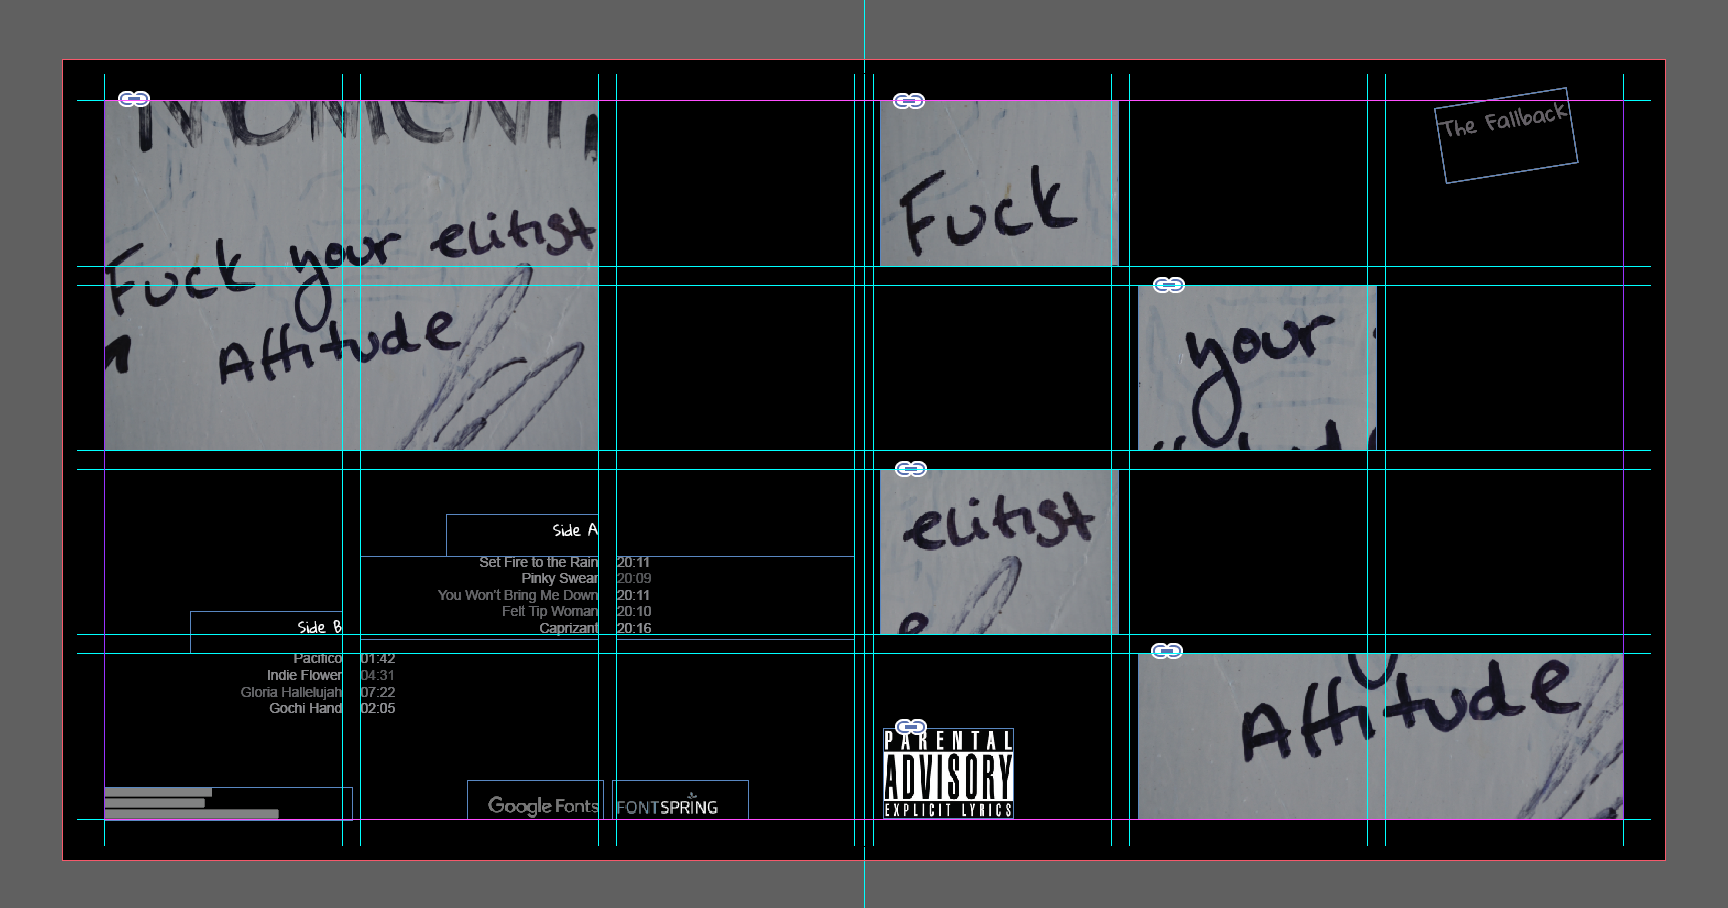 Fuck your elitist
Attitude
Side A
Set Fire to the Rain 20:11
Pinky Swear 20:09
You Won't Bring Me Down 20:11
Felt Tip Woman 20:10
Caprizant 20:16
Side B
Pacifico 01:42
Indie Flower 04:31
Gloria Hallelujah 07:22
Gochi Hand 02:05
Google Fonts
FONTSPRING
The Fallback
Fuck
your
elitist
Attitude
PARENTAL
ADVISORY
EXPLICIT LYRICS